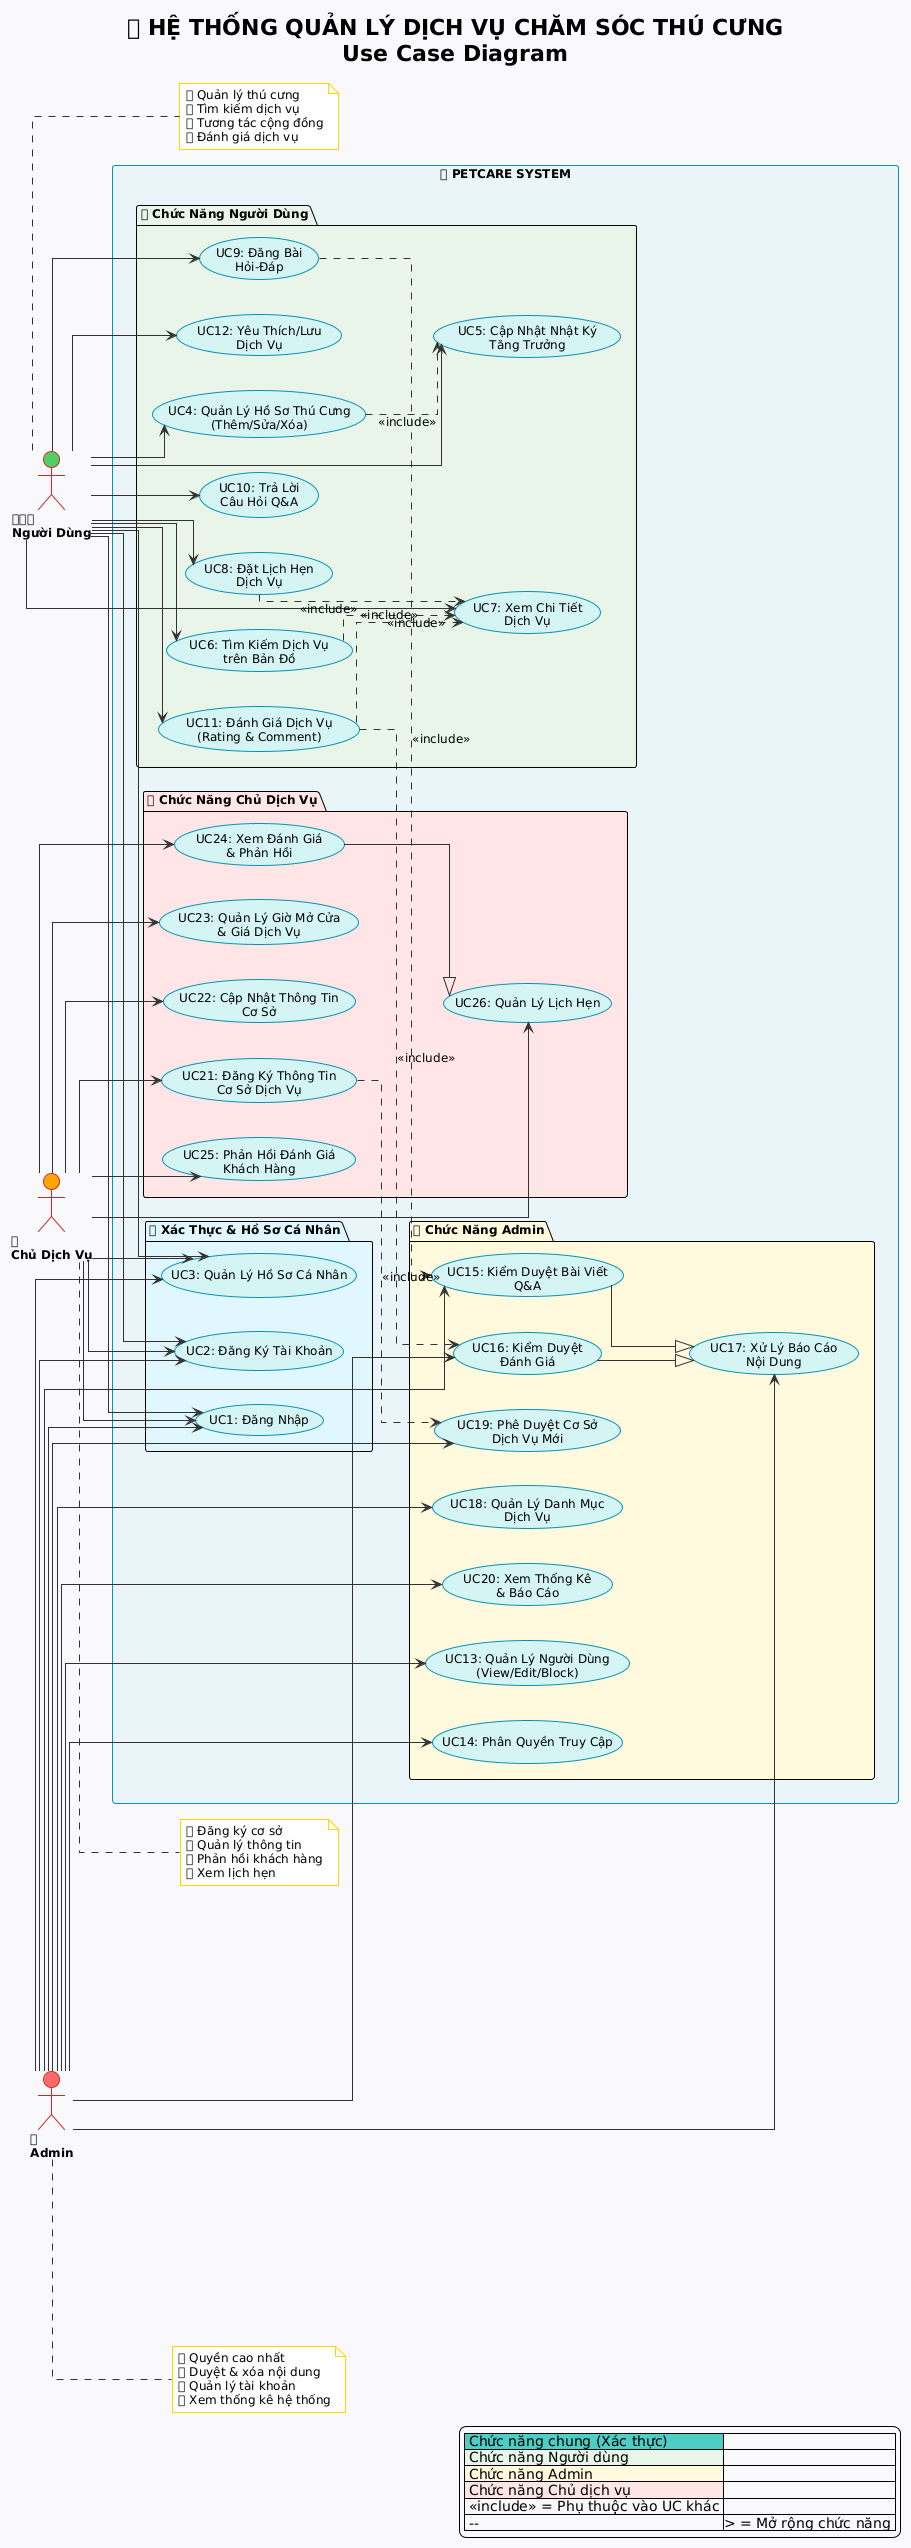 HỆ THỐNG QUẢN LÝ DỊCH VỤ CHĂM SÓC THÚ CƯNG
Use Case Diagram
Quản lý thú cưng
Tìm kiếm dịch vụ
Tương tác cộng đồng
Đánh giá dịch vụ
PETCARE SYSTEM
Chức Năng Người Dùng
UC9: Đăng Bài
Hỏi-Đáp
UC12: Yêu Thích/Lưu
Dịch Vụ
UC5: Cập Nhật Nhật Ký
Tăng Trưởng
UC4: Quản Lý Hồ Sơ Thú Cưng
(Thêm/Sửa/Xóa)
«include»
UC10: Trả Lời
Câu Hỏi Q&A
Người Dùng
UC8: Đặt Lịch Hẹn
Dịch Vụ
«include»
«include»
«include»
UC7: Xem Chi Tiết
Dịch Vụ
UC6: Tìm Kiếm Dịch Vụ
trên Bản Đồ
UC11: Đánh Giá Dịch Vụ
(Rating & Comment)
«include»
Chức Năng Chủ Dịch Vụ
UC24: Xem Đánh Giá
& Phản Hồi
UC23: Quản Lý Giờ Mở Cửa
& Giá Dịch Vụ
UC22: Cập Nhật Thông Tin
Cơ Sở
UC26: Quản Lý Lịch Hẹn
«include»
UC21: Đăng Ký Thông Tin
Cơ Sở Dịch Vụ
UC25: Phản Hồi Đánh Giá
Khách Hàng
Chủ Dịch Vụ
Xác Thực & Hồ Sơ Cá Nhân
Chức Năng Admin
UC3: Quản Lý Hồ Sơ Cá Nhân
«include»
UC15: Kiểm Duyệt Bài Viết
Q&A
UC2: Đăng Ký Tài Khoản
UC16: Kiểm Duyệt
Đánh Giá
UC17: Xử Lý Báo Cáo
Nội Dung
UC1: Đăng Nhập
UC19: Phê Duyệt Cơ Sở
Dịch Vụ Mới
UC18: Quản Lý Danh Mục
Dịch Vụ
UC20: Xem Thống Kê
& Báo Cáo
UC13: Quản Lý Người Dùng
(View/Edit/Block)
UC14: Phân Quyền Truy Cập
Đăng ký cơ sở
Quản lý thông tin
Phản hồi khách hàng
Xem lịch hẹn
Admin
Quyền cao nhất
Duyệt & xóa nội dung
Quản lý tài khoản
Xem thống kê hệ thống
Chức năng chung (Xác thực)
Chức năng Người dùng
Chức năng Admin
Chức năng Chủ dịch vụ
«include» = Phụ thuộc vào UC khác
-- > = Mở rộng chức năng